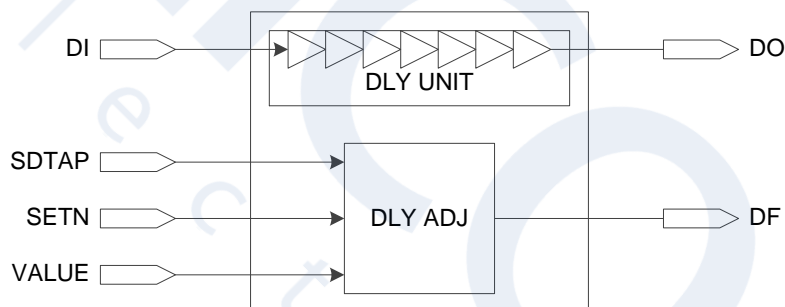 DI
DO
DLY UNIT
SDTAP
SETN
DLY ADJ
DF
VALUE
e
c
t